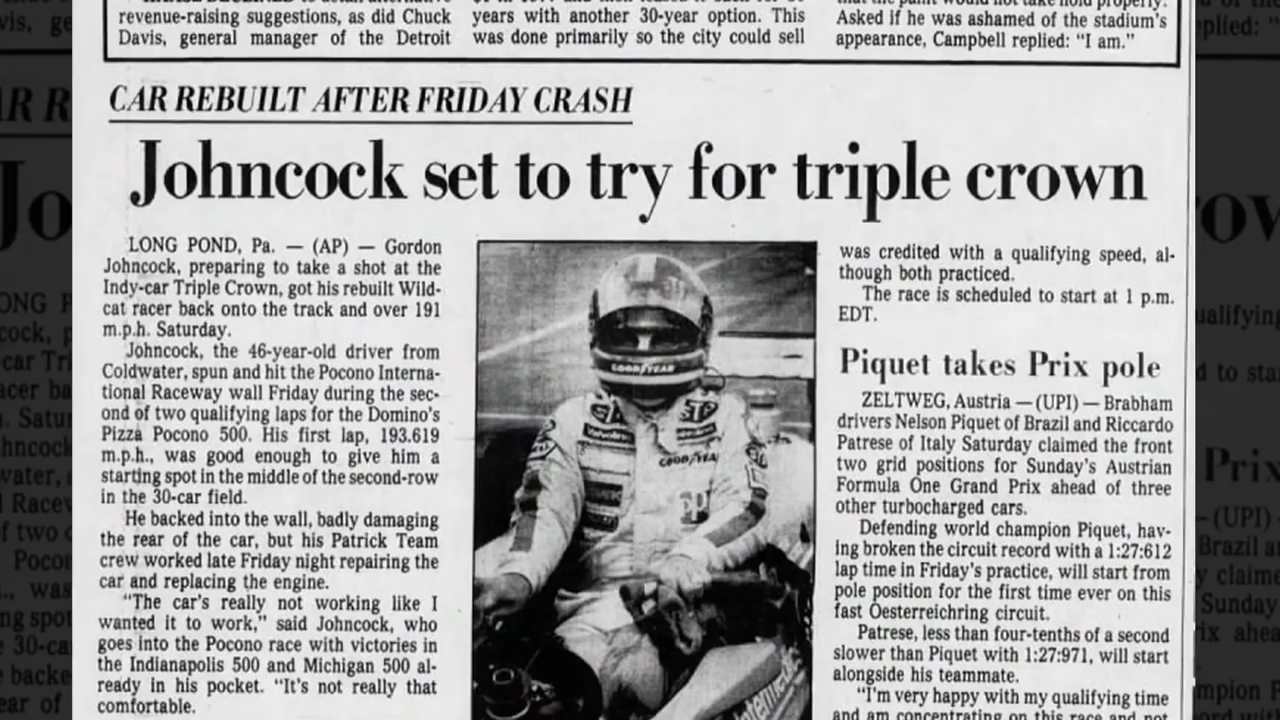 revenue-raising suggestions, as did Chuck
Davis, general manager of the Detroit
years with another 30-year option. This
was done primarily so the city could sell
Asked if he was ashamed of the stadium's
appearance, Campbell replied: "I am."
CAR REBUILT AFTER FRIDAY CRASH
Johncock set to try for triple crown
LONG POND, Pa. — (AP) — Gordon
Johncock, preparing to take a shot at the
Indy-car Triple Crown, got his rebuilt Wild-
cat racer back onto the track and over 191
m.p.h. Saturday.
Johncock, the 46-year-old driver from
Coldwater, spun and hit the Pocono Interna-
tional Raceway wall Friday during the sec-
ond of two qualifying laps for the Domino's
Pizza Pocono 500. His first lap, 193.619
m.p.h., was good enough to give him a
starting spot in the middle of the second-row
in the 30-car field.
He backed into the wall, badly damaging
the rear of the car, but his Patrick Team
crew worked late Friday night repairing the
car and replacing the engine.
"The car's really not working like I
wanted it to work," said Johncock, who
goes into the Pocono race with victories in
the Indianapolis 500 and Michigan 500 al-
ready in his pocket. "It's not really that
comfortable.
GOODYEAR
STP
STP
Valvoline
GOODYEAR
was credited with a qualifying speed, al-
though both practiced.
The race is scheduled to start at 1 p.m.
EDT.
Piquet takes Prix pole
ZELTWEG, Austria — (UPI) — Brabham
drivers Nelson Piquet of Brazil and Riccardo
Patrese of Italy Saturday claimed the front
two grid positions for Sunday's Austrian
Formula One Grand Prix ahead of three
other turbocharged cars.
Defending world champion Piquet, hav-
ing broken the circuit record with a 1:27:612
lap time in Friday's practice, will start from
pole position for the first time ever on this
fast Oesterreichring circuit.
Patrese, less than four-tenths of a second
slower than Piquet with 1:27:971, will start
alongside his teammate.
"I'm very happy with my qualifying time
and am concentrating on this race and not